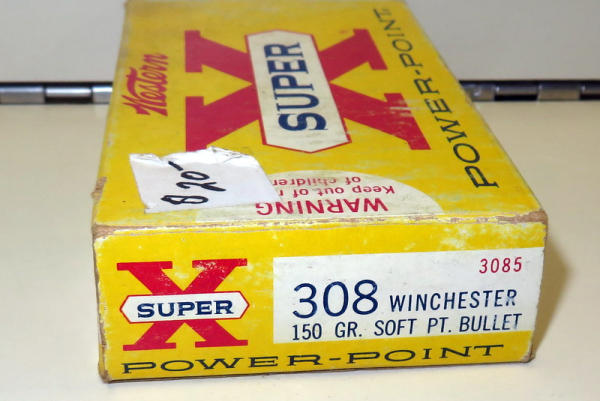 Western
X
SUPER
POWER-POINT
8 20-
WARNING
Keep out of r
of children
X
SUPER
3085
308 WINCHESTER
150 GR. SOFT PT. BULLET
POWER-POINT